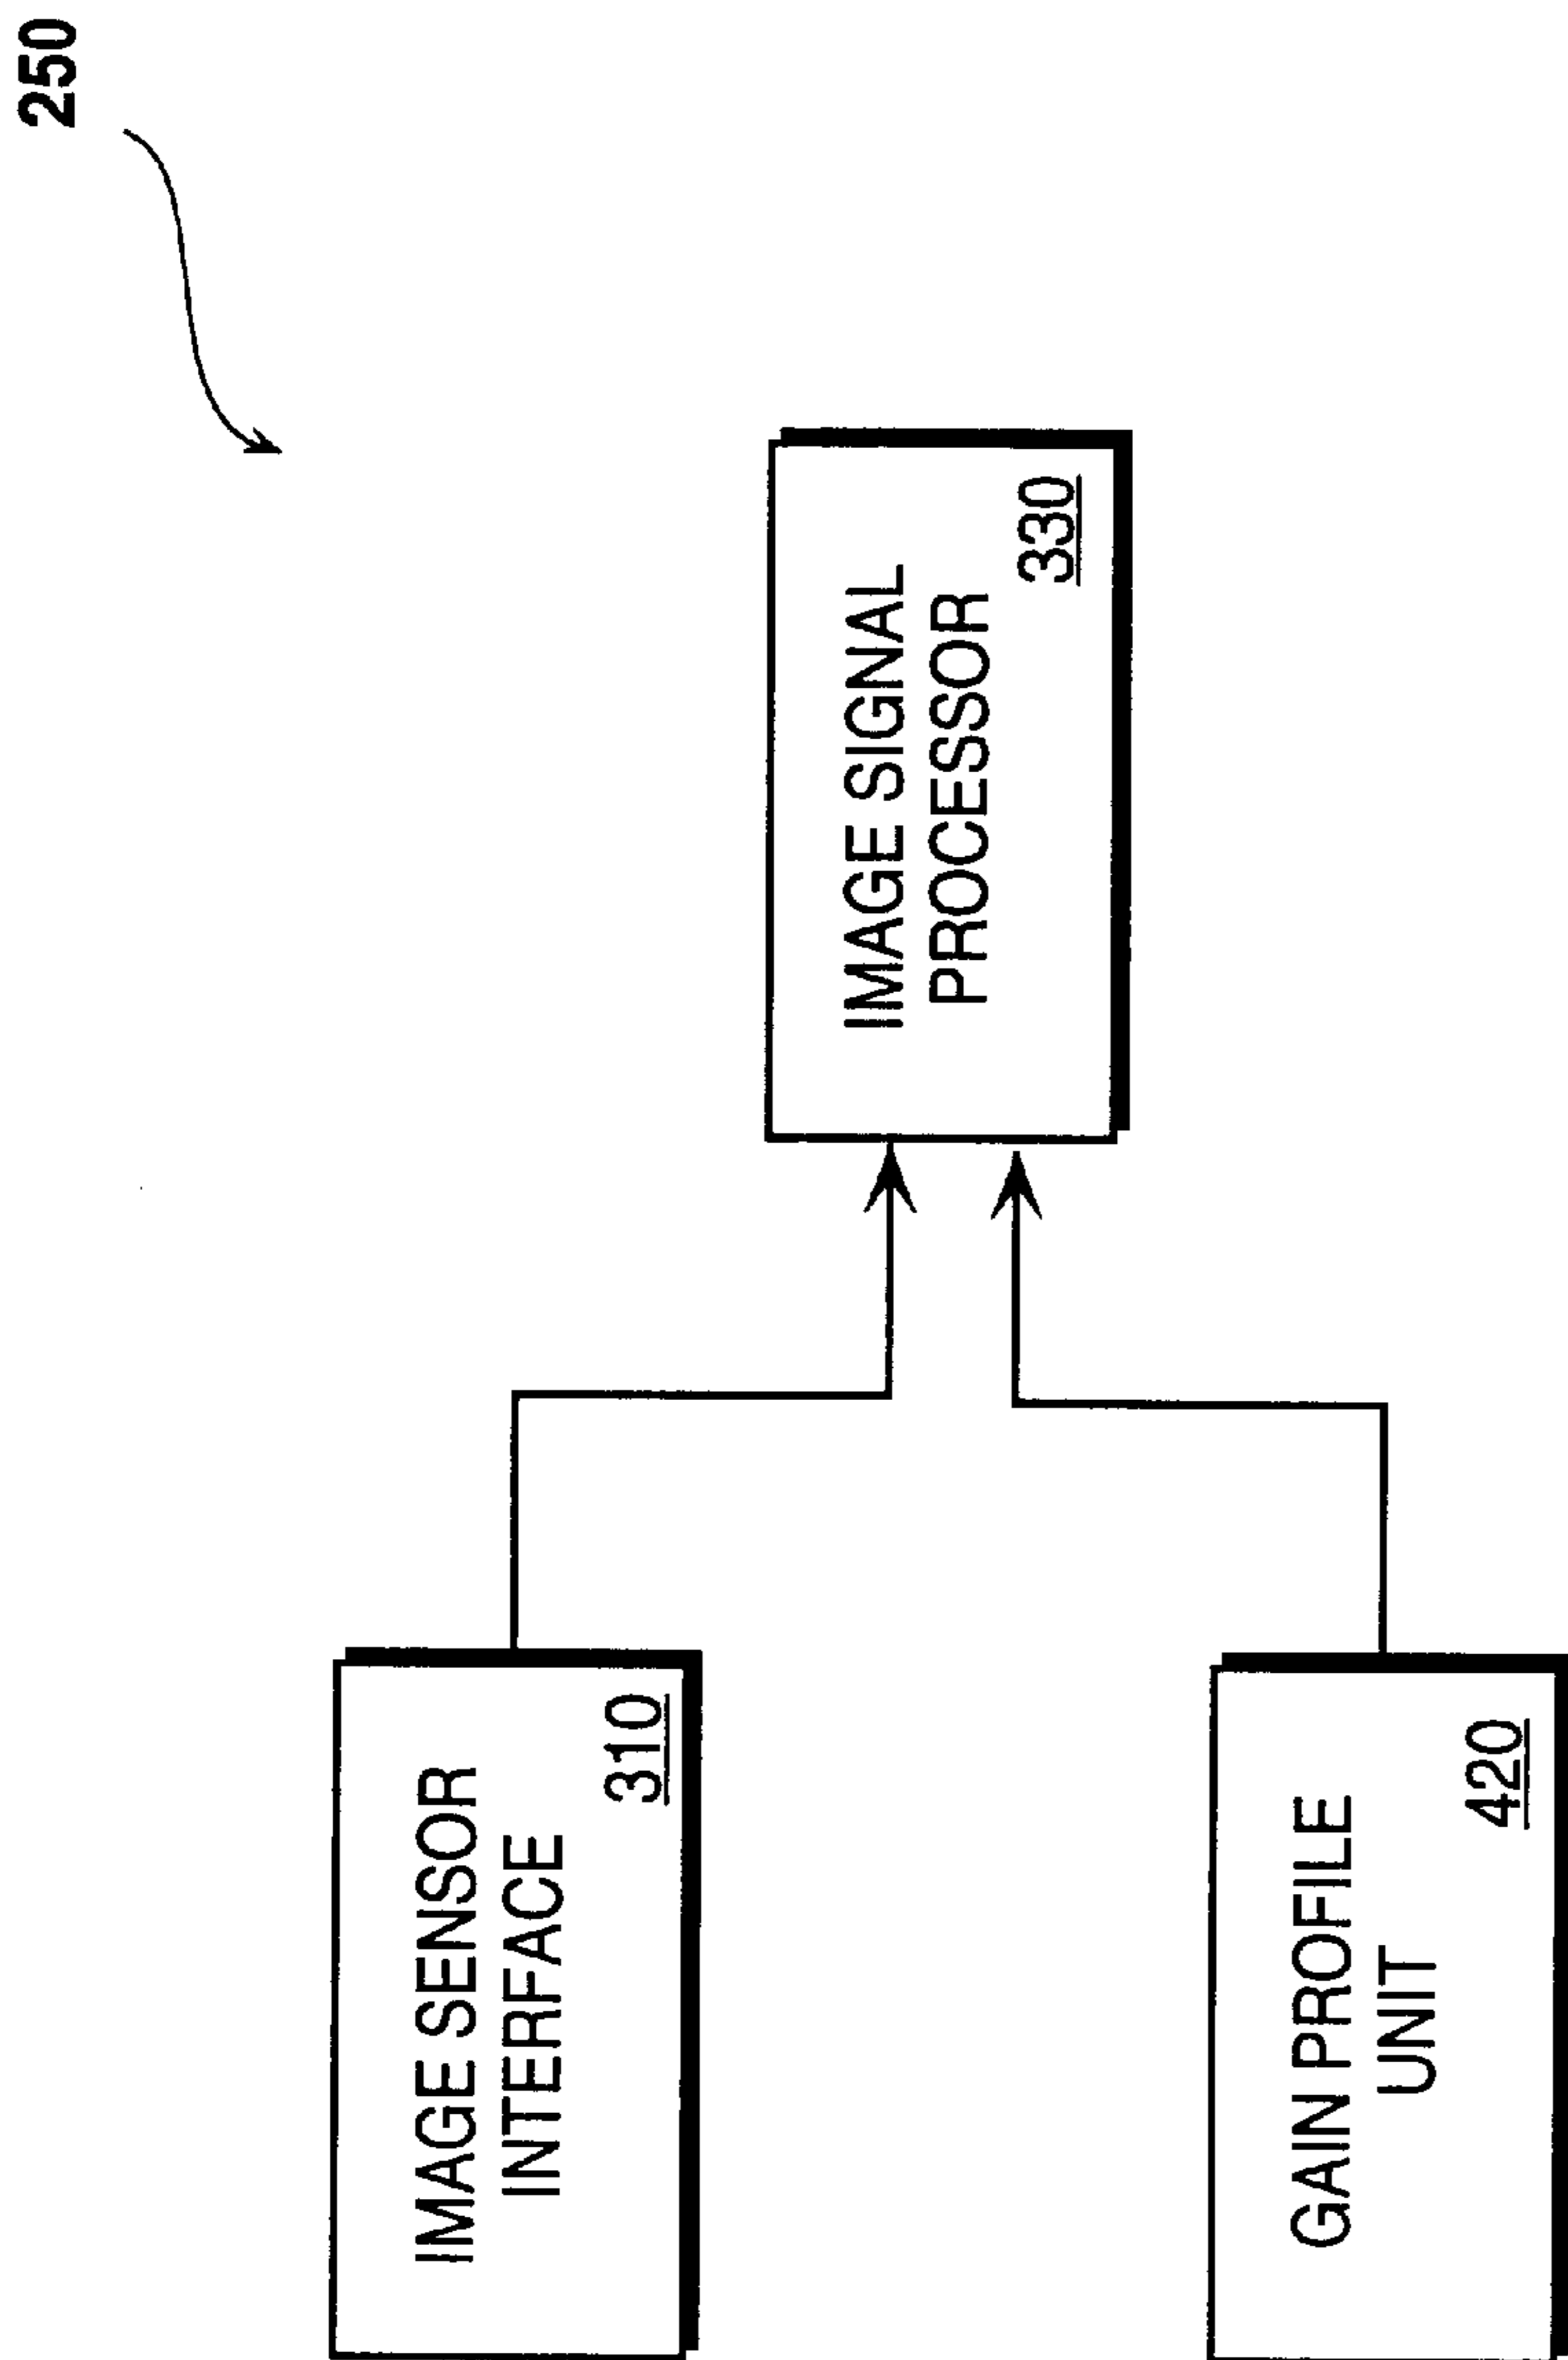 250
IMAGE SENSOR
INTERFACE
310
IMAGE SIGNAL
PROCESSOR
330
GAIN PROFILE
UNIT
420